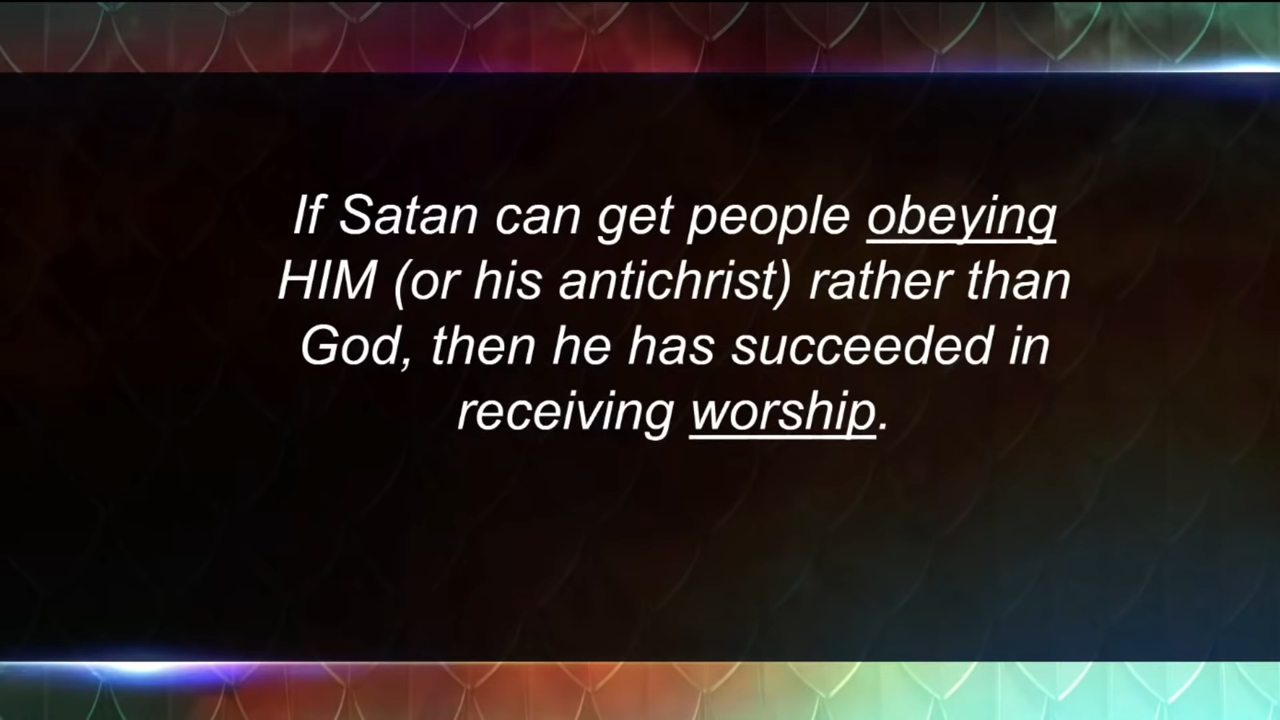 If Satan can get people obeying
HIM (or his antichrist) rather than
God, then he has succeeded in
receiving worship.